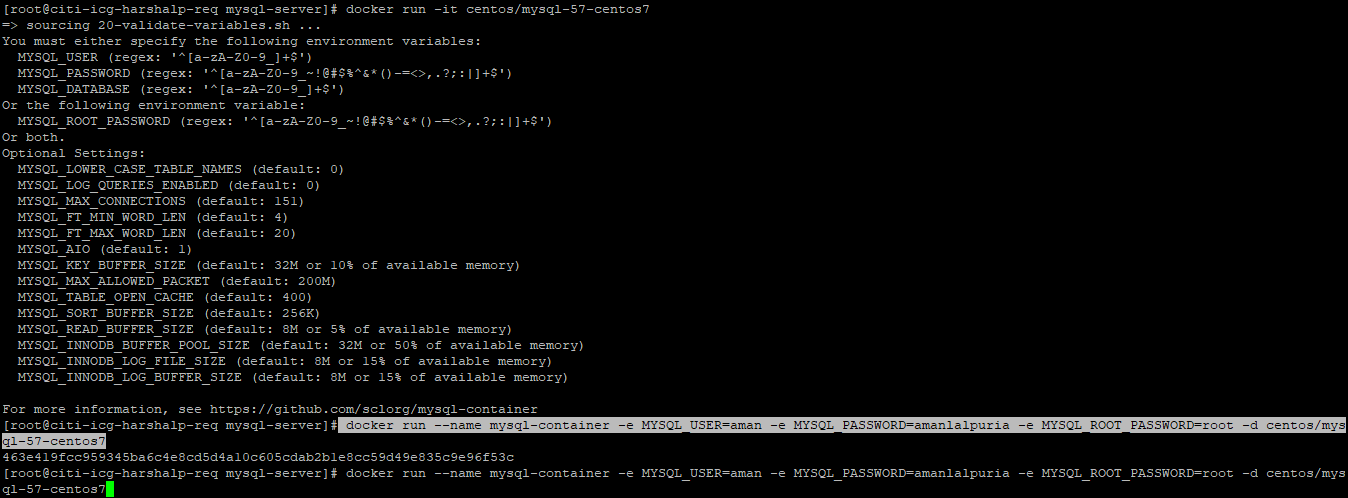 [root@citi-icg-harshalp-req mysql-server]# docker run -it centos/mysql-57-centos7
=> sourcing 20-validate-variables.sh ...
You must either specify the following environment variables:
  MYSQL_USER (regex: '^[a-zA-Z0-9_]+$')
  MYSQL_PASSWORD (regex: '^[a-zA-Z0-9_~!@#$%^&*()-=<>,.?;:|]+$')
  MYSQL_DATABASE (regex: '^[a-zA-Z0-9_]+$')
Or the following environment variable:
  MYSQL_ROOT_PASSWORD (regex: '^[a-zA-Z0-9_~!@#$%^&*()-=<>,.?;:|]+$')
Or both.
Optional Settings:
  MYSQL_LOWER_CASE_TABLE_NAMES (default: 0)
  MYSQL_LOG_QUERIES_ENABLED (default: 0)
  MYSQL_MAX_CONNECTIONS (default: 151)
  MYSQL_FT_MIN_WORD_LEN (default: 4)
  MYSQL_FT_MAX_WORD_LEN (default: 20)
  MYSQL_AIO (default: 1)
  MYSQL_KEY_BUFFER_SIZE (default: 32M or 10% of available memory)
  MYSQL_MAX_ALLOWED_PACKET (default: 200M)
  MYSQL_TABLE_OPEN_CACHE (default: 400)
  MYSQL_SORT_BUFFER_SIZE (default: 256K)
  MYSQL_READ_BUFFER_SIZE (default: 8M or 5% of available memory)
  MYSQL_INNODB_BUFFER_POOL_SIZE (default: 32M or 50% of available memory)
  MYSQL_INNODB_LOG_FILE_SIZE (default: 8M or 15% of available memory)
  MYSQL_INNODB_LOG_BUFFER_SIZE (default: 8M or 15% of available memory)

For more information, see https://github.com/sclorg/mysql-container
[root@citi-icg-harshalp-req mysql-server]# docker run --name mysql-container -e MYSQL_USER=aman -e MYSQL_PASSWORD=amanlalpuria -e MYSQL_ROOT_PASSWORD=root -d centos/mys
ql-57-centos7
463e419fcc959345ba6c4e8cd5d4a10c605cdab2b1e8cc59d49e835c9e96f53c
[root@citi-icg-harshalp-req mysql-server]# docker run --name mysql-container -e MYSQL_USER=aman -e MYSQL_PASSWORD=amanlalpuria -e MYSQL_ROOT_PASSWORD=root -d centos/mys
ql-57-centos7